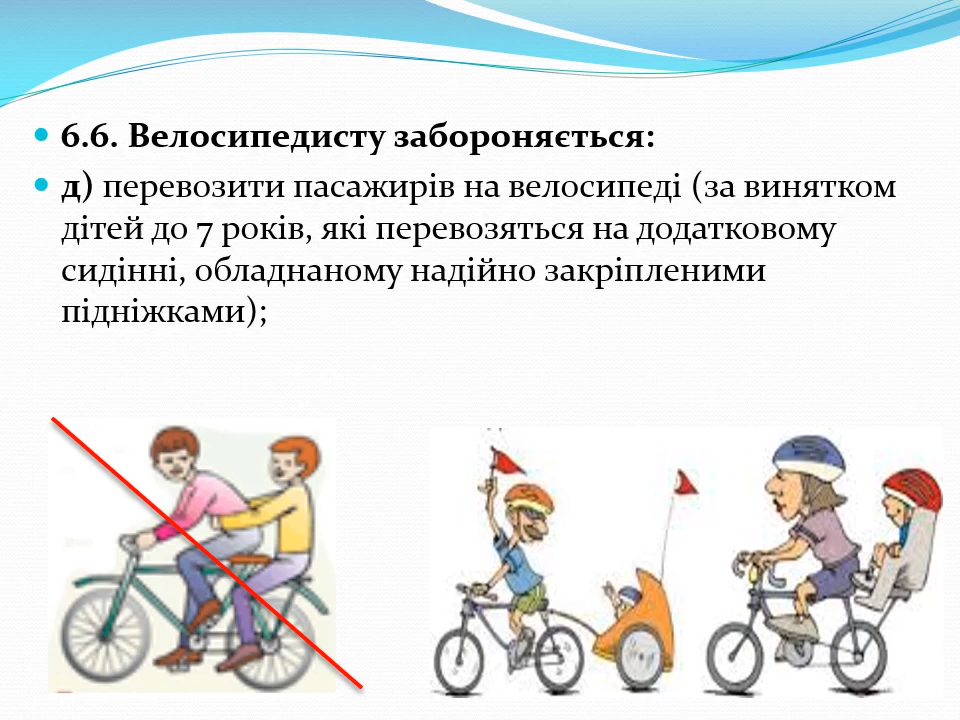 6.6. Велосипедисту забороняється:
д) перевозити пасажирів на велосипеді (за винятком
дітей до 7 років, які перевозяться на додатковому
сидінні, обладнаному надійно закріпленими
підніжками);